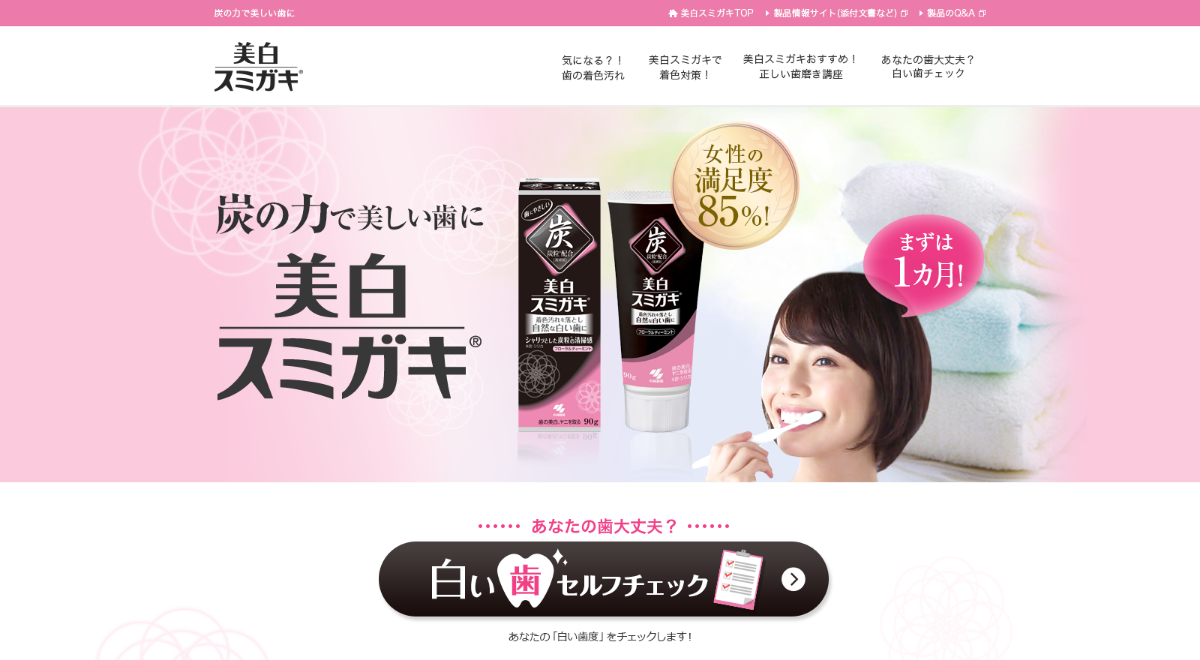 炭の力で美しい歯に
美白スミガキTOP
製品情報サイト(添付文書など)
製品のQ&A
美白
スミガキ®
気になる？！
歯の着色汚れ
美白スミガキで
着色対策！
美白スミガキおすすめ！
正しい歯磨き講座
あなたの歯大丈夫？
白い歯チェック
炭の力で美しい歯に
美白
スミガキ®
歯にやさしい
炭
炭粒配合
美白
スミガキ®
着色汚れを落とし
自然な白い歯に
シャリッとした炭粒の清掃感
フローラルティーミント
歯の美白、ヤニを取る 90g
炭
炭粒配合
美白
スミガキ®
着色汚れを落とし
自然な白い歯に
フローラルティーミント
90g
女性の
満足度
85%!
まずは
1カ月!
あなたの歯大丈夫？
白い歯セルフチェック
あなたの「白い歯度」をチェックします!